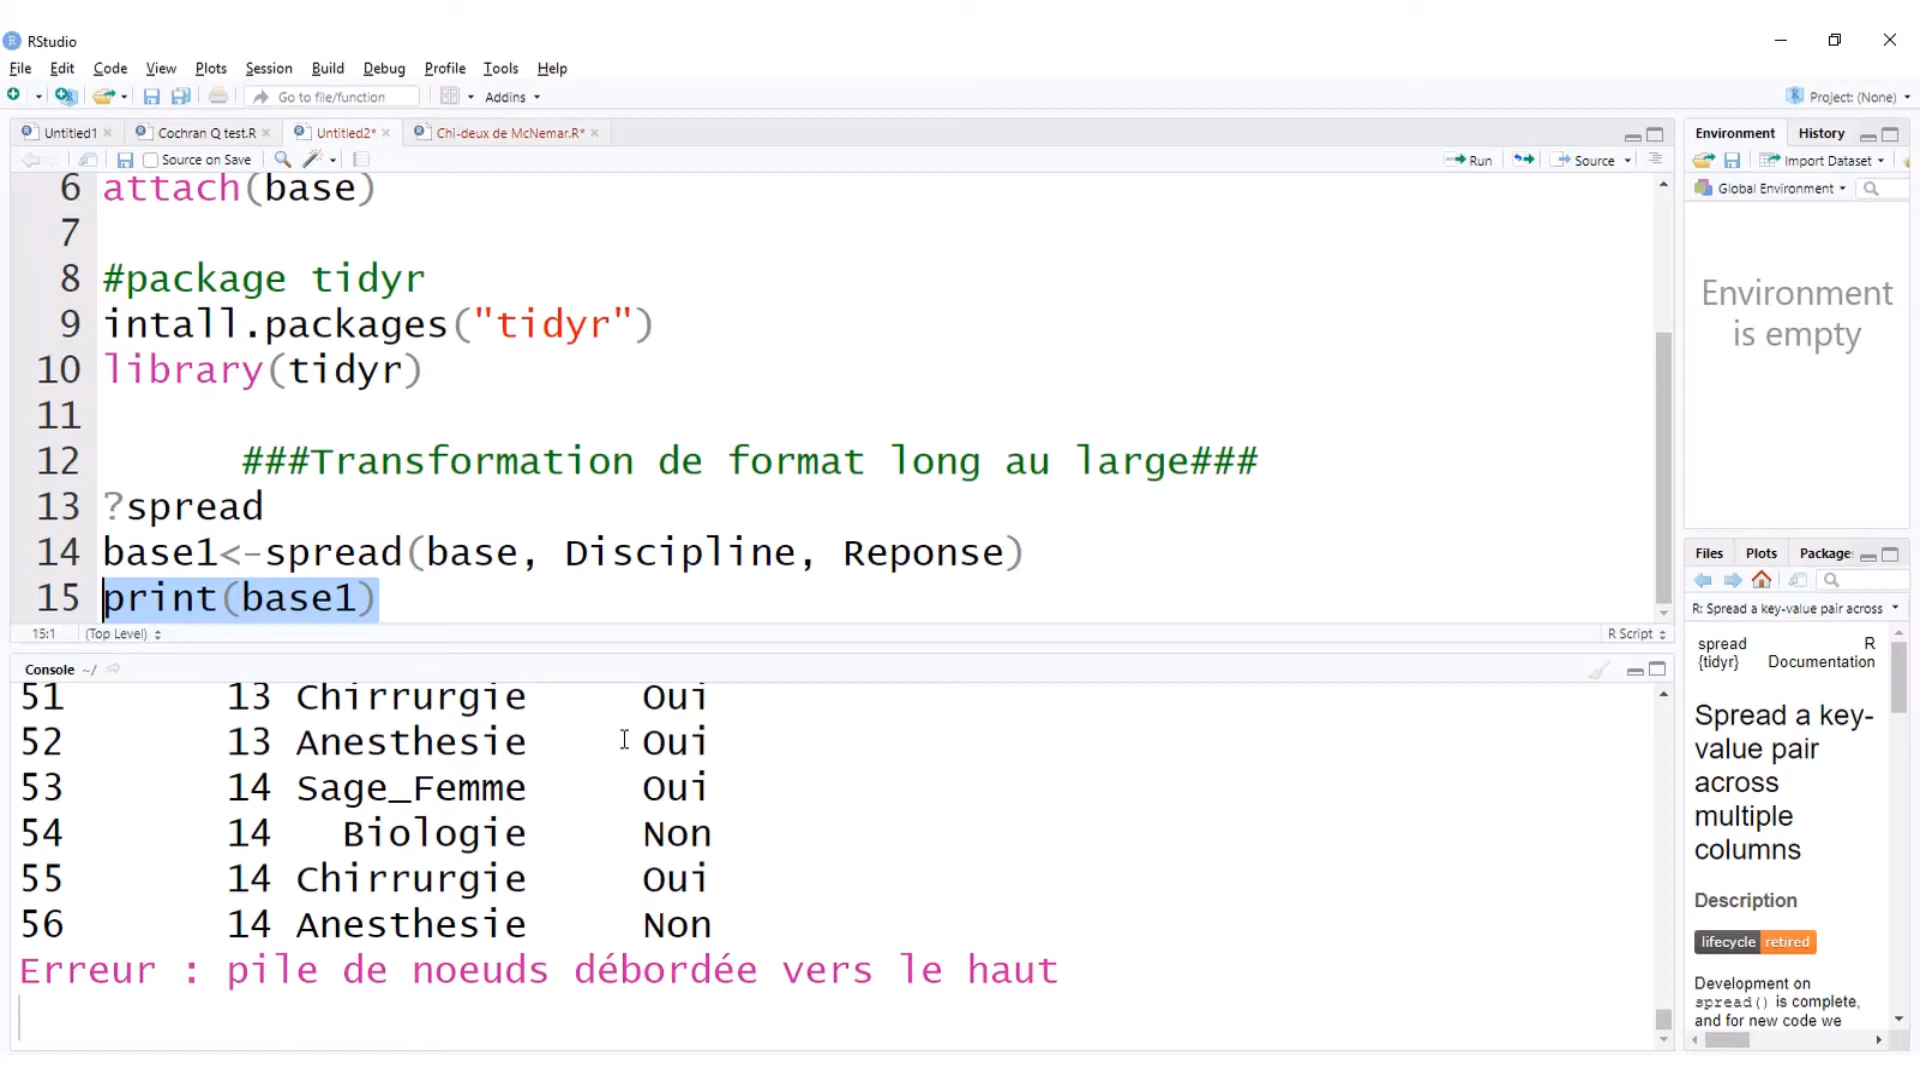 RStudio
File Edit Code View Plots Session Build Debug Profile Tools Help
Go to file/function Addins Project: (None)
Untitled1 Cochran Q test.R Untitled2* Chi-deux de McNemar.R*
Source on Save Run Source
6 attach(base)
7
8 #package tidyr
9 intall.packages("tidyr")
10 library(tidyr)
11
12 ###Transformation de format long au large###
13 ?spread
14 base1<-spread(base, Discipline, Reponse)
15 print(base1)
15:1 (Top Level) R Script
Console ~/
51 13 Chirrurgie Oui
52 13 Anesthesie Oui
53 14 Sage_Femme Oui
54 14 Biologie Non
55 14 Chirrurgie Oui
56 14 Anesthesie Non
Erreur : pile de noeuds débordée vers le haut
Environment History
Import Dataset
Global Environment
Environment
is empty
Files Plots Package
R: Spread a key-value pair across
spread R
{tidyr} Documentation
Spread a key-
value pair
across
multiple
columns
Description
lifecycle retired
Development on
spread() is complete,
and for new code we